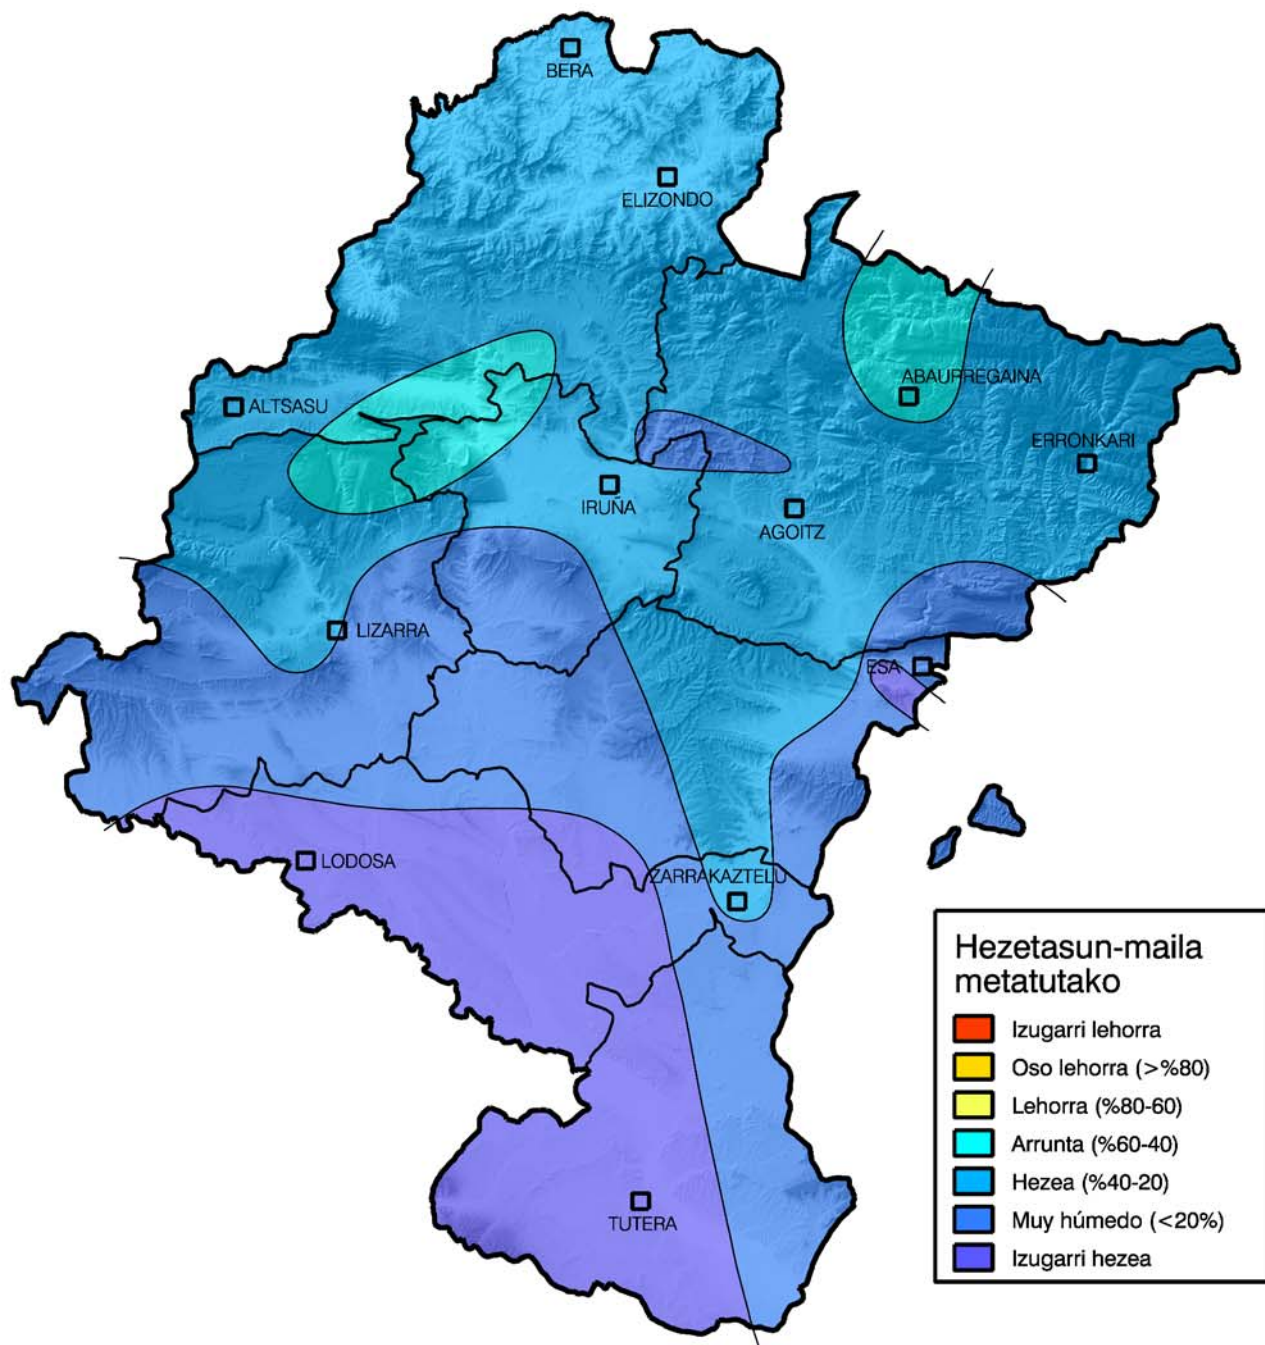 BERA
ELIZONDO
ABAURREGAINA
ALTSASU
ERRONKARI
IRUÑA
AGOITZ
LIZARRA
ESA
LODOSA
ZARRAKAZTELU
TUTERA
Hezetasun-maila
metatutako
Izugarri lehorra
Oso lehorra (>%80)
Lehorra (%80-60)
Arrunta (%60-40)
Hezea (%40-20)
Muy húmedo (<20%)
Izugarri hezea